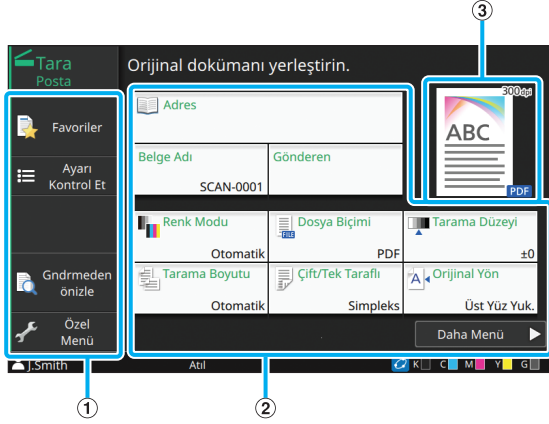 ③
Tara
Posta
Orijinal dokümanı yerleştirin.
300dpi
Adres
ABC
PDF
Favoriler
Belge Adı
Gönderen
SCAN-0001
Ayarı
Kontrol Et
Renk Modu
Dosya Biçimi
Tarama Düzeyi
FILE
Otomatik
PDF
±0
Gndrmeden
önizle
Tarama Boyutu
Çift/Tek Taraflı
Orijinal Yön
A
Otomatik
Simpleks
Üst Yüz Yuk.
Özel
Menü
Daha Menü
J.Smith
Atıl
K C M Y G
① ②